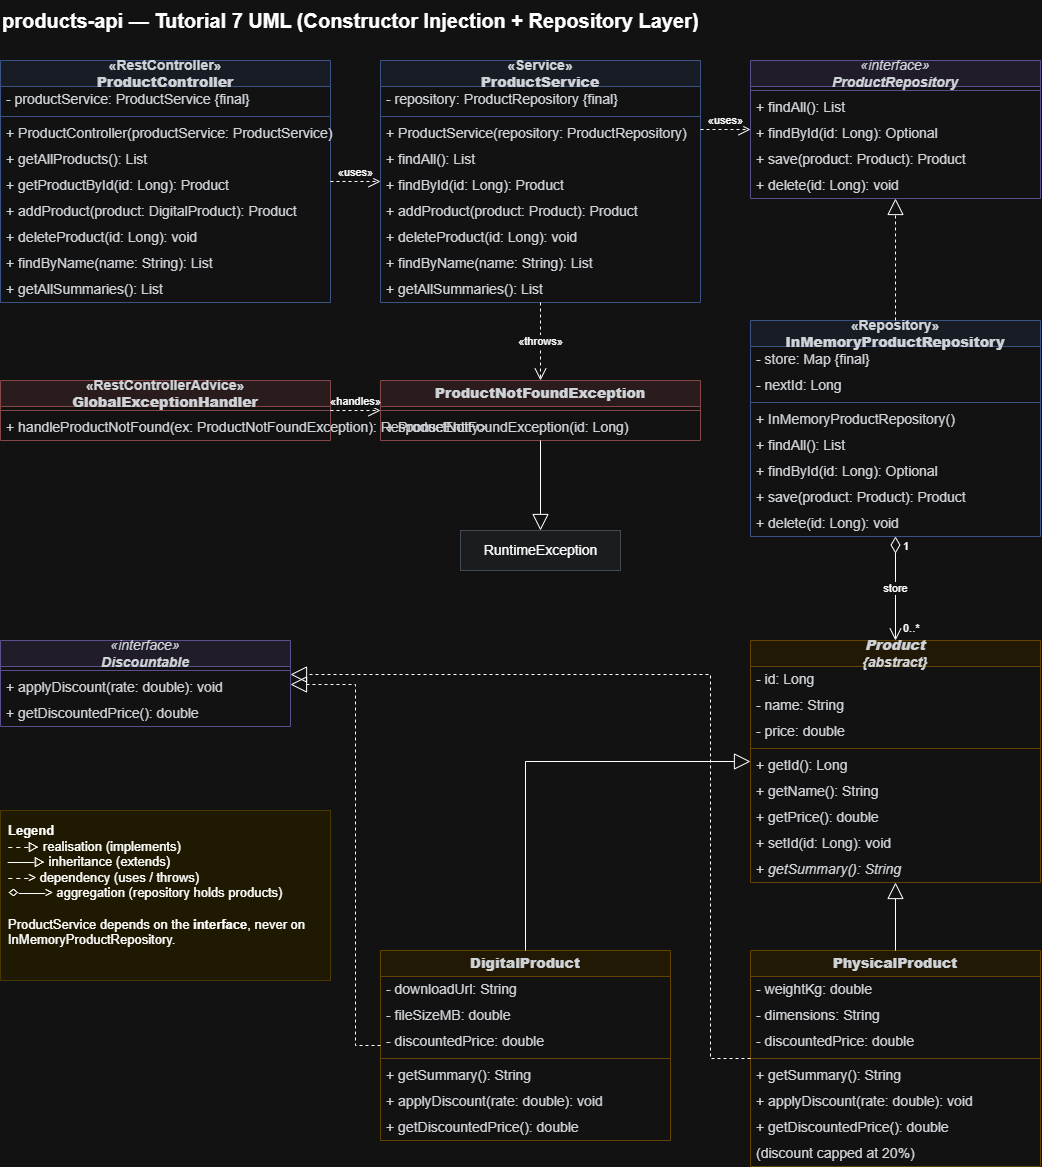 products-api — Tutorial 7 UML (Constructor Injection + Repository Layer)
«RestController»
ProductController
- productService: ProductService {final}
+ ProductController(productService: ProductService)
+ getAllProducts(): List
+ getProductById(id: Long): Product
+ addProduct(product: DigitalProduct): Product
+ deleteProduct(id: Long): void
+ findByName(name: String): List
+ getAllSummaries(): List
«uses»
«Service»
ProductService
- repository: ProductRepository {final}
+ ProductService(repository: ProductRepository)
+ findAll(): List
+ findById(id: Long): Product
+ addProduct(product: Product): Product
+ deleteProduct(id: Long): void
+ findByName(name: String): List
+ getAllSummaries(): List
«uses»
«interface»
ProductRepository
+ findAll(): List
+ findById(id: Long): Optional
+ save(product: Product): Product
+ delete(id: Long): void
«throws»
«RestControllerAdvice»
GlobalExceptionHandler
+ handleProductNotFound(ex: ProductNotFoundException):
«handles»
ProductNotFoundException
+ ProductNotFoundException(id: Long)
RuntimeException
«Repository»
InMemoryProductRepository
- store: Map {final}
- nextId: Long
+ InMemoryProductRepository()
+ findAll(): List
+ findById(id: Long): Optional
+ save(product: Product): Product
+ delete(id: Long): void
1
store
0..*
«interface»
Discountable
+ applyDiscount(rate: double): void
+ getDiscountedPrice(): double
Product
{abstract}
- id: Long
- name: String
- price: double
+ getId(): Long
+ getName(): String
+ getPrice(): double
+ setId(id: Long): void
+ getSummary(): String
Legend
- - -▷ realisation (implements)
───▷ inheritance (extends)
- - -> dependency (uses / throws)
◇───> aggregation (repository holds products)
ProductService depends on the interface, never on
InMemoryProductRepository.
DigitalProduct
- downloadUrl: String
- fileSizeMB: double
- discountedPrice: double
+ getSummary(): String
+ applyDiscount(rate: double): void
+ getDiscountedPrice(): double
PhysicalProduct
- weightKg: double
- dimensions: String
- discountedPrice: double
+ getSummary(): String
+ applyDiscount(rate: double): void
+ getDiscountedPrice(): double
(discount capped at 20%)